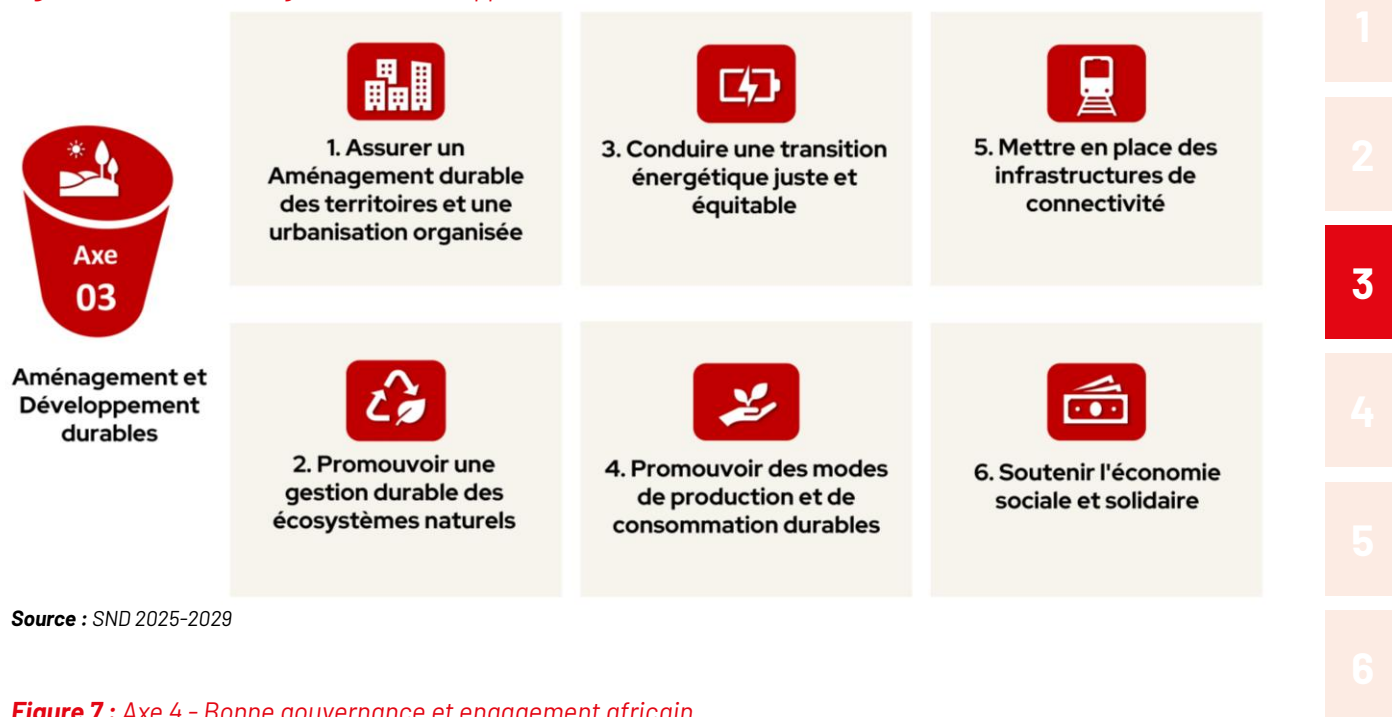 Axe
03
Aménagement et
Développement
durables
1. Assurer un
Aménagement durable
des territoires et une
urbanisation organisée
3. Conduire une transition
énergétique juste et
équitable
5. Mettre en place des
infrastructures de
connectivité
2. Promouvoir une
gestion durable des
écosystèmes naturels
4. Promouvoir des modes
de production et de
consommation durables
6. Soutenir l'économie
sociale et solidaire
Source : SND 2025-2029
Figure 7 : Axe 4 - Bonne gouvernance et engagement africain
1
2
3
4
5
6